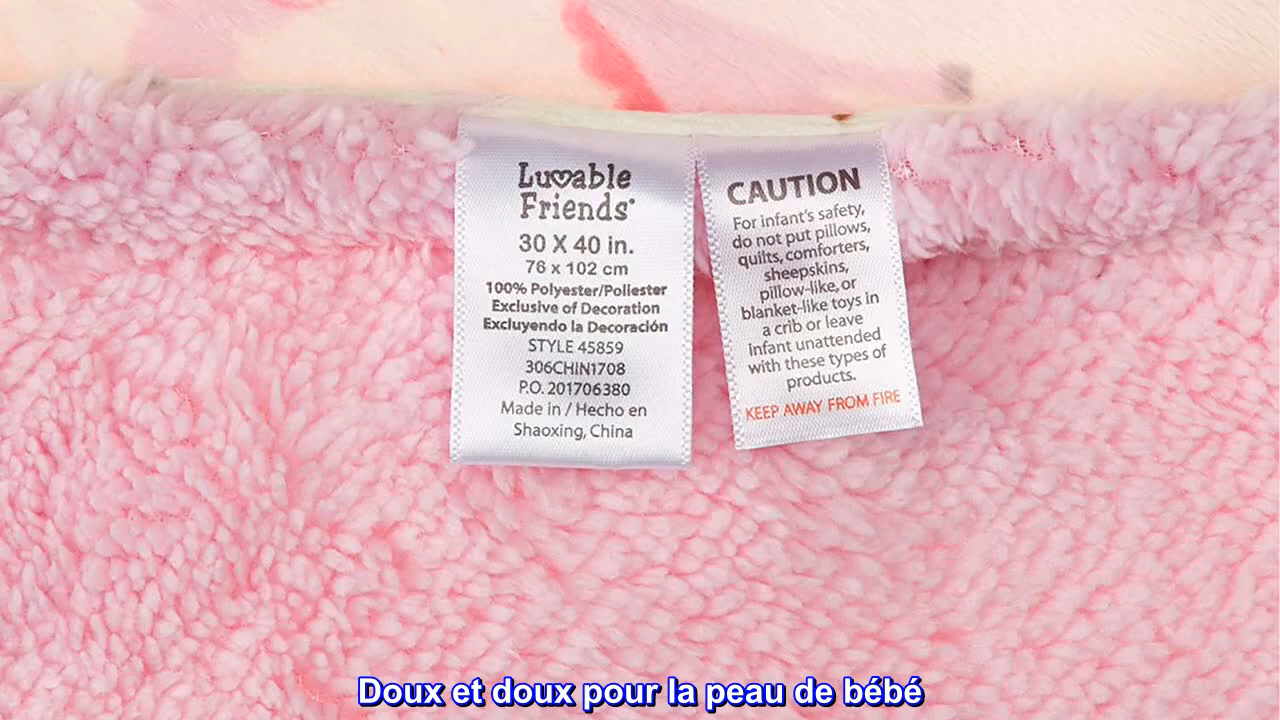 Luvable
Friends
30 X 40 in.
76 x 102 cm
100% Polyester/Poliester
Exclusive of Decoration
Excluyendo la Decoración
STYLE 45859
306CHIN1708
P.O. 201706380
Made in / Hecho en
Shaoxing, China
CAUTION
For infant's safety,
do not put pillows,
quilts, comforters,
sheepskins,
pillow-like, or
blanket-like toys in
a crib or leave
infant unattended
with these types of
products.
KEEP AWAY FROM FIRE
Doux et doux pour la peau de bébé